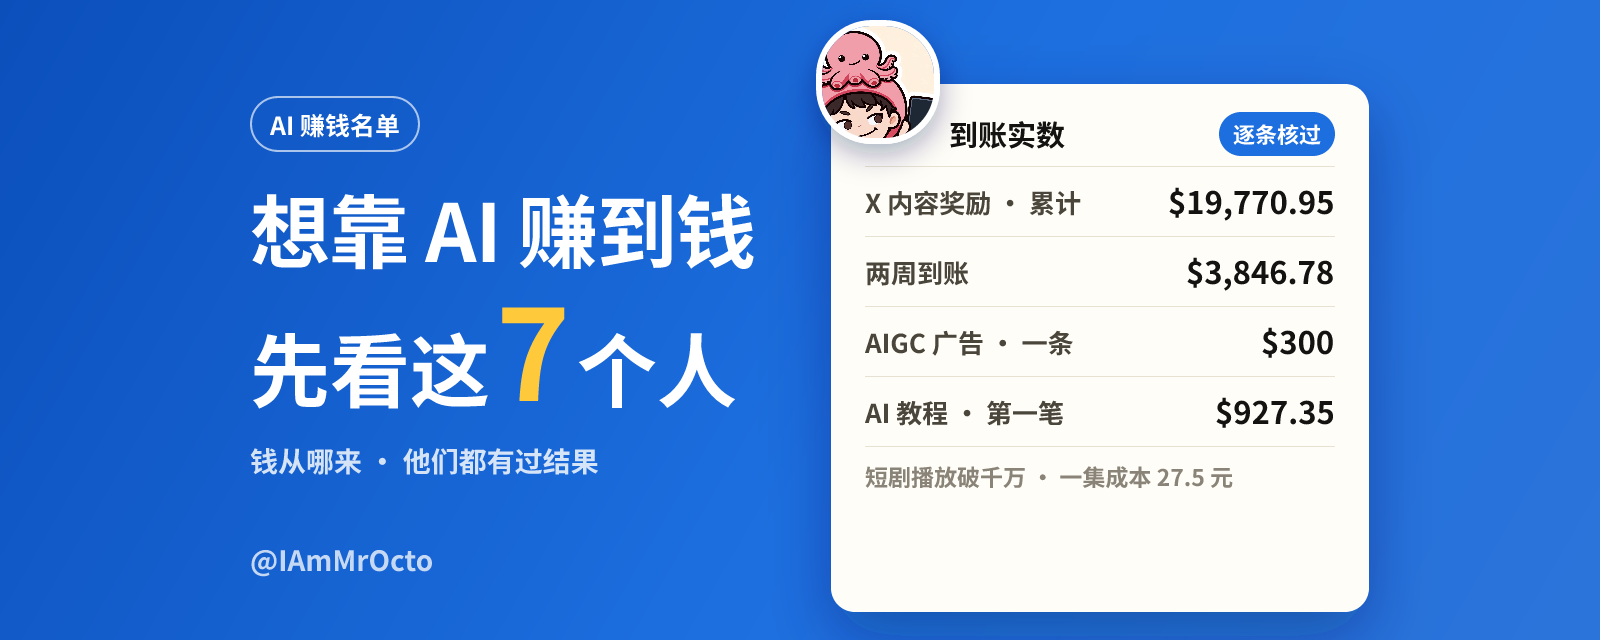 AI 赚钱名单
想靠 AI 赚到钱
先看这7个人
钱从哪来 · 他们都有过结果
@IAmMrOcto
到账实数 逐条核过
X 内容奖励 · 累计 $19,770.95
两周到账 $3,846.78
AIGC 广告 · 一条 $300
AI 教程 · 第一笔 $927.35
短剧播放破千万 · 一集成本 27.5 元